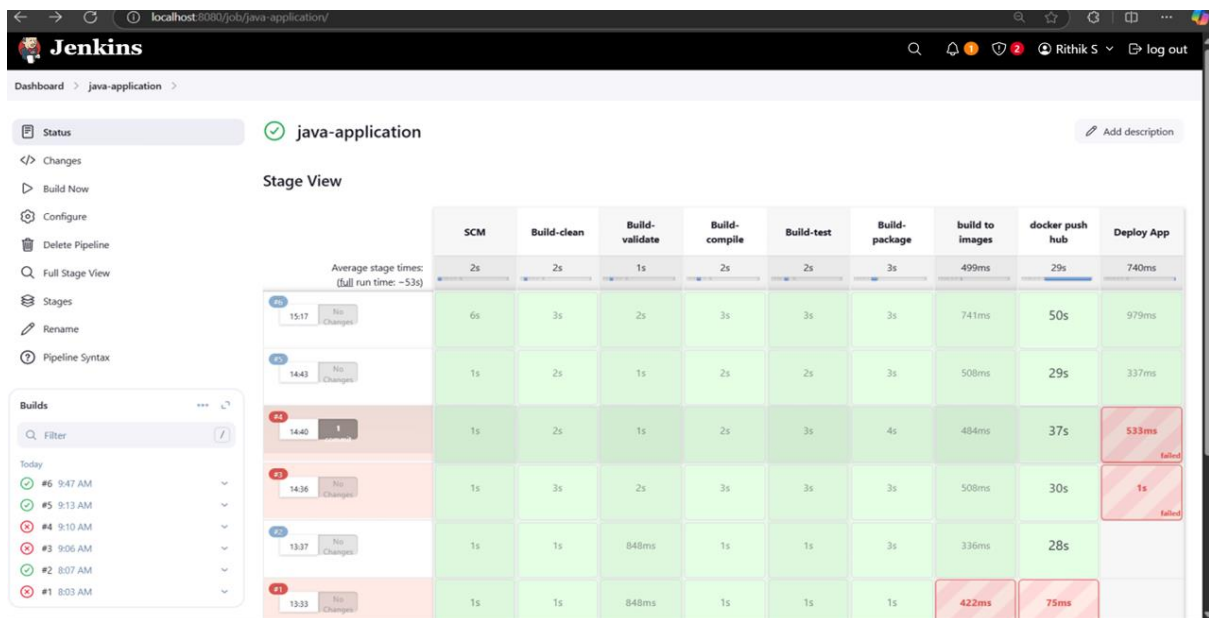 localhost:8080/job/java-application/
Jenkins
1
2
Rithik S
log out
Dashboard > java-application >
Status
Changes
Build Now
Configure
Delete Pipeline
Full Stage View
Stages
Rename
Pipeline Syntax
Builds
Filter
/
Today
#6 9:47 AM
#5 9:13 AM
#4 9:10 AM
#3 9:06 AM
#2 8:07 AM
#1 8:03 AM
java-application
Add description
Stage View
SCM Build-clean Build-validate Build-compile Build-test Build-package build to images docker push hub Deploy App
Average stage times: 2s 2s 1s 2s 2s 3s 499ms 29s 740ms
(full run time: ~53s)
#6
15:17 No Changes 6s 3s 2s 3s 3s 3s 741ms 50s 979ms
#5
14:43 No Changes 1s 2s 1s 2s 2s 3s 508ms 29s 337ms
#4
14:40 1 1s 2s 1s 2s 3s 4s 484ms 37s 533ms
failed
#3
14:36 No Changes 1s 3s 2s 3s 3s 3s 508ms 30s 1s
failed
#2
13:37 No Changes 1s 1s 848ms 1s 1s 3s 336ms 28s
#1
13:33 No Changes 1s 1s 848ms 1s 1s 1s 422ms 75ms